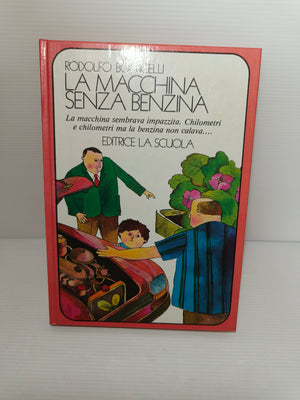 RODOLFO BOTTICELLI
LA MACCHINA
SENZA BENZINA
La macchina sembrava impazzita. Chilometri
e chilometri ma la benzina non calava....
EDITRICE LA SCUOLA